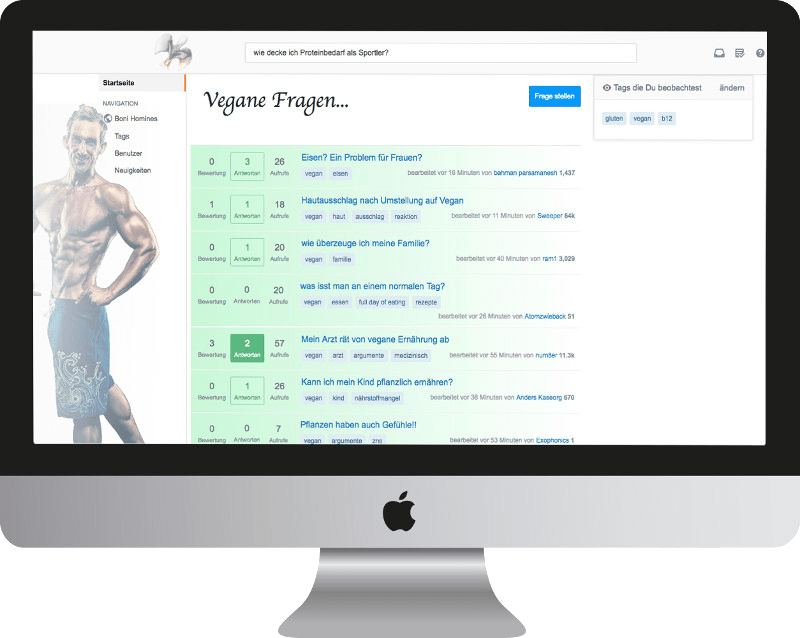 wie decke ich Proteinbedarf als Sportler?
Startseite
NAVIGATION
Boni Homines
Tags
Benutzer
Neuigkeiten
Vegane Fragen...
Frage stellen
Tags die Du beobachtest ändern
gluten vegan b12
0 3 26 Eisen? Ein Problem für Frauen?
Bewertung Antworten Aufrufe vegan eisen bearbeitet vor 16 Minuten von bahman parsamanesh 1,437
1 1 18 Hautausschlag nach Umstellung auf Vegan
Bewertung Antworten Aufrufe vegan haut ausschlag reaktion bearbeitet vor 11 Minuten von Sweeper 64k
0 1 20 wie überzeuge ich meine Familie?
Bewertung Antworten Aufrufe vegan familie bearbeitet vor 40 Minuten von ram1 3,029
0 0 20 was isst man an einem normalen Tag?
Bewertung Antworten Aufrufe vegan essen full day of eating rezepte
bearbeitet vor 26 Minuten von Atomzwieback 51
3 2 57 Mein Arzt rät von vegane Ernährung ab
Bewertung Antworten Aufrufe vegan arzt argumente medizinisch bearbeitet vor 55 Minuten von num8er 11.3k
0 1 26 Kann ich mein Kind pflanzlich ernähren?
Bewertung Antworten Aufrufe vegan kind nährstoffmangel bearbeitet vor 38 Minuten von Anders Kaseorg 670
0 0 7 Pflanzen haben auch Gefühle!!
Bewertung Antworten Aufrufe vegan argumente zns bearbeitet vor 53 Minuten von Exophonics 1